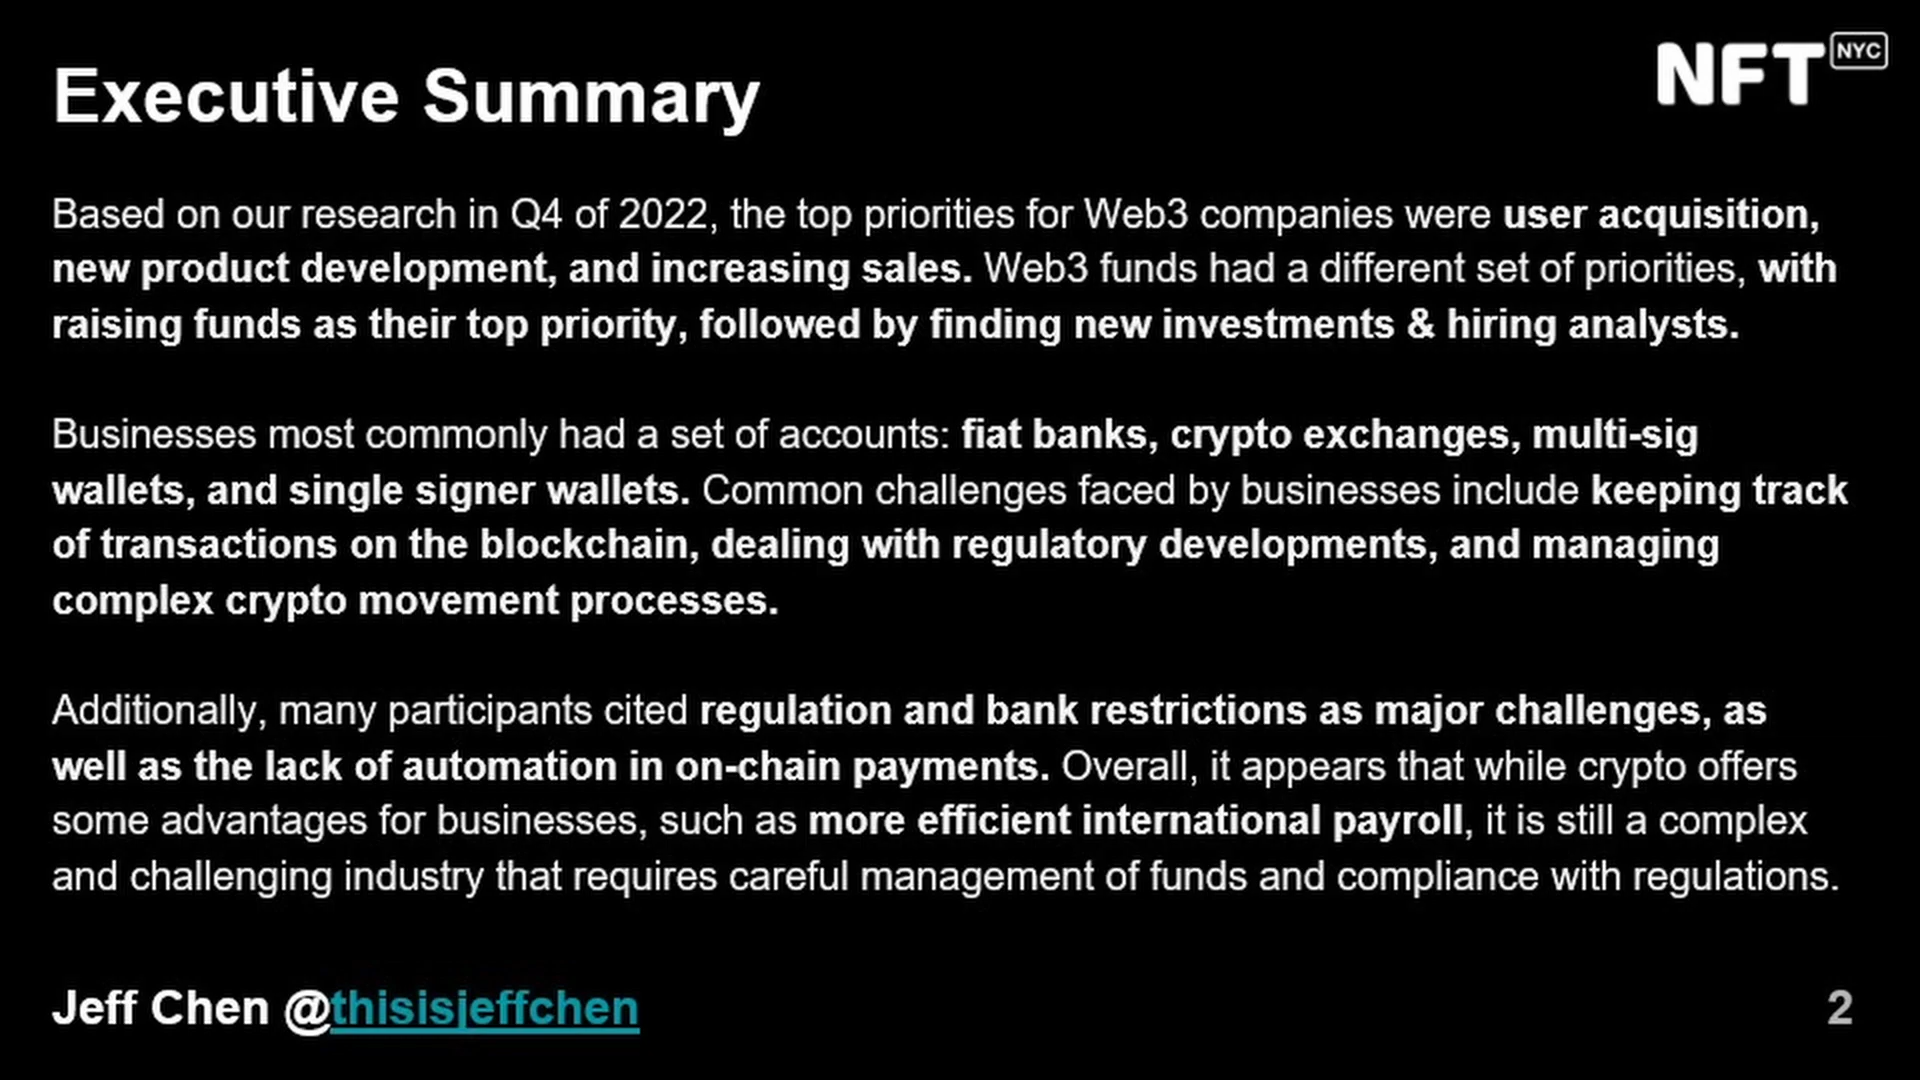 Executive Summary
NFT NYC
Based on our research in Q4 of 2022, the top priorities for Web3 companies were user acquisition,
new product development, and increasing sales. Web3 funds had a different set of priorities, with
raising funds as their top priority, followed by finding new investments & hiring analysts.
Businesses most commonly had a set of accounts: fiat banks, crypto exchanges, multi-sig
wallets, and single signer wallets. Common challenges faced by businesses include keeping track
of transactions on the blockchain, dealing with regulatory developments, and managing
complex crypto movement processes.
Additionally, many participants cited regulation and bank restrictions as major challenges, as
well as the lack of automation in on-chain payments. Overall, it appears that while crypto offers
some advantages for businesses, such as more efficient international payroll, it is still a complex
and challenging industry that requires careful management of funds and compliance with regulations.
Jeff Chen @thisisjeffchen
2